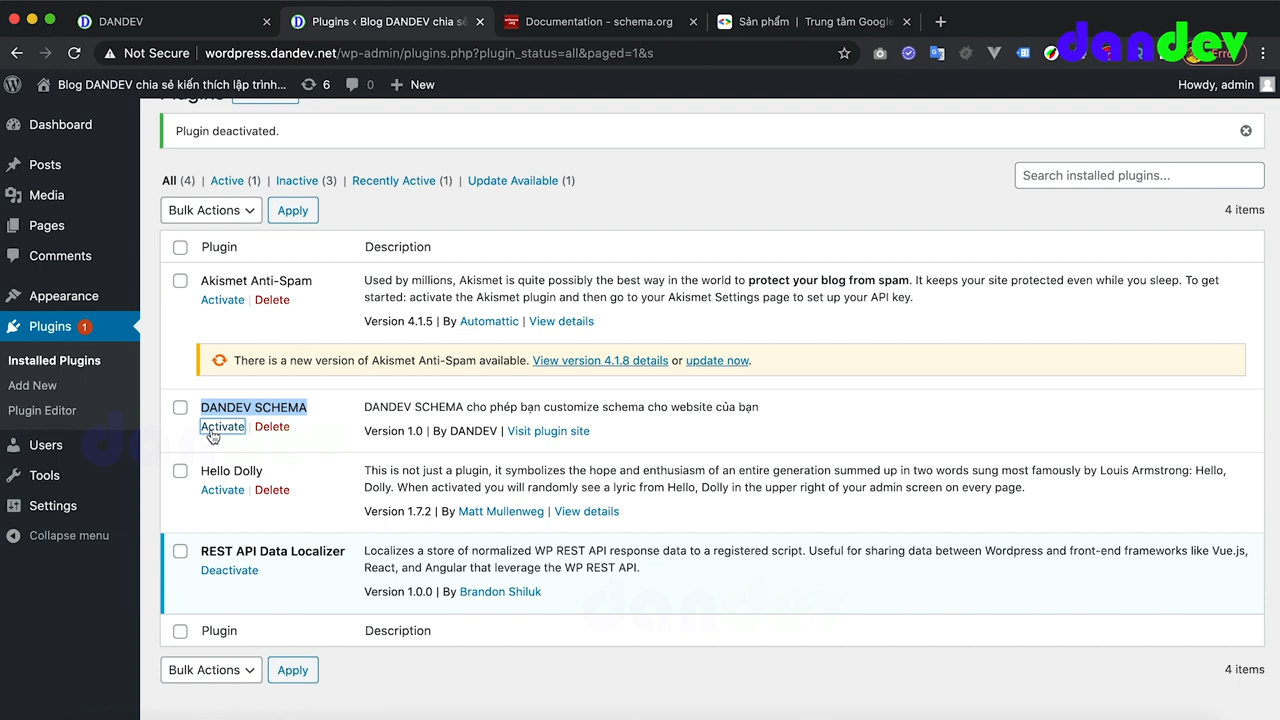 DANDEV
Plugins ‹ Blog DANDEV chia sẻ
Documentation - schema.org
Sản phẩm | Trung tâm Google
Not Secure
wordpress.dandev.net/wp-admin/plugins.php?plugin_status=all&paged=1&s
dandev
Blog DANDEV chia sẻ kiến thích lập trình...
6
0
New
Howdy, admin
Dashboard
Posts
Media
Pages
Comments
Appearance
Plugins 1
Installed Plugins
Add New
Plugin Editor
Users
Tools
Settings
Collapse menu
Plugin deactivated.
All (4) | Active (1) | Inactive (3) | Recently Active (1) | Update Available (1)
Search installed plugins...
Bulk Actions
Apply
4 items
Plugin
Description
Akismet Anti-Spam
Activate | Delete
Used by millions, Akismet is quite possibly the best way in the world to protect your blog from spam. It keeps your site protected even while you sleep. To get
started: activate the Akismet plugin and then go to your Akismet Settings page to set up your API key.
Version 4.1.5 | By Automattic | View details
There is a new version of Akismet Anti-Spam available. View version 4.1.8 details or update now.
DANDEV SCHEMA
Activate | Delete
DANDEV SCHEMA cho phép bạn customize schema cho website của bạn
Version 1.0 | By DANDEV | Visit plugin site
Hello Dolly
Activate | Delete
This is not just a plugin, it symbolizes the hope and enthusiasm of an entire generation summed up in two words sung most famously by Louis Armstrong: Hello,
Dolly. When activated you will randomly see a lyric from Hello, Dolly in the upper right of your admin screen on every page.
Version 1.7.2 | By Matt Mullenweg | View details
REST API Data Localizer
Deactivate
Localizes a store of normalized WP REST API response data to a registered script. Useful for sharing data between Wordpress and front-end frameworks like Vue.js,
React, and Angular that leverage the WP REST API.
Version 1.0.0 | By Brandon Shiluk
Plugin
Description
Bulk Actions
Apply
4 items